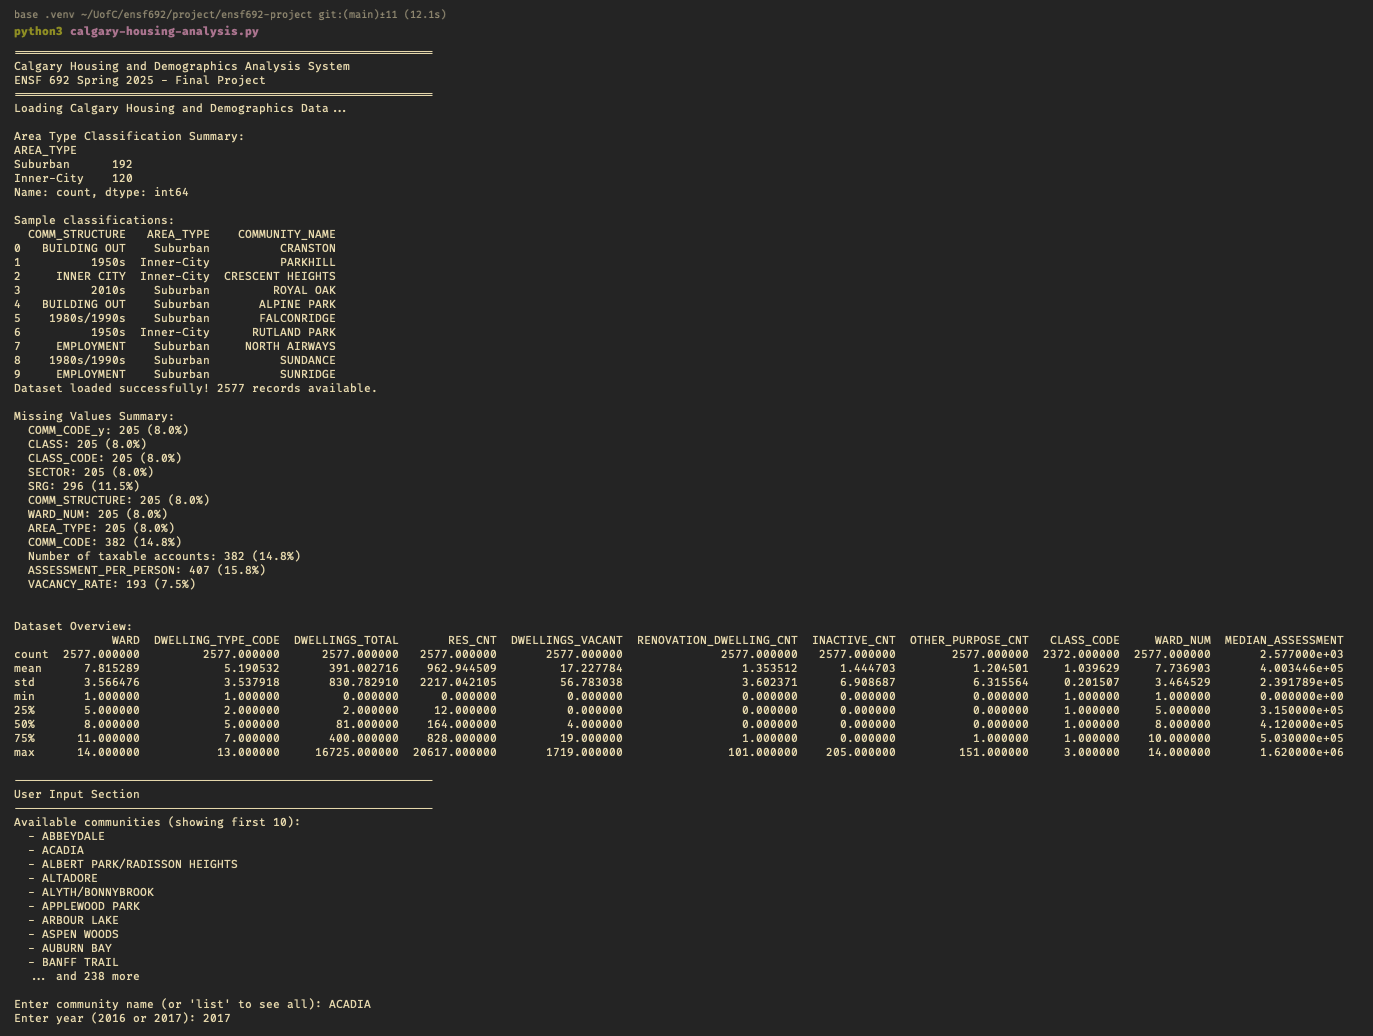 base .venv ~/UofC/ensf692/project/ensf692-project git:(main)±11 (12.1s)
python3 calgary-housing-analysis.py
============================================================
Calgary Housing and Demographics Analysis System
ENSF 692 Spring 2025 - Final Project
============================================================
Loading Calgary Housing and Demographics Data...
Area Type Classification Summary:
AREA_TYPE
Suburban      192
Inner-City    120
Name: count, dtype: int64
Sample classifications:
  COMM_STRUCTURE   AREA_TYPE    COMMUNITY_NAME
0   BUILDING OUT    Suburban          CRANSTON
1          1950s  Inner-City          PARKHILL
2     INNER CITY  Inner-City  CRESCENT HEIGHTS
3          2010s    Suburban         ROYAL OAK
4   BUILDING OUT    Suburban       ALPINE PARK
5    1980s/1990s    Suburban       FALCONRIDGE
6          1950s  Inner-City      RUTLAND PARK
7     EMPLOYMENT    Suburban     NORTH AIRWAYS
8    1980s/1990s    Suburban          SUNDANCE
9     EMPLOYMENT    Suburban          SUNRIDGE
Dataset loaded successfully! 2577 records available.
Missing Values Summary:
  COMM_CODE_y: 205 (8.0%)
  CLASS: 205 (8.0%)
  CLASS_CODE: 205 (8.0%)
  SECTOR: 205 (8.0%)
  SRG: 296 (11.5%)
  COMM_STRUCTURE: 205 (8.0%)
  WARD_NUM: 205 (8.0%)
  AREA_TYPE: 205 (8.0%)
  COMM_CODE: 382 (14.8%)
  Number of taxable accounts: 382 (14.8%)
  ASSESSMENT_PER_PERSON: 407 (15.8%)
  VACANCY_RATE: 193 (7.5%)
Dataset Overview:
              WARD  DWELLING_TYPE_CODE  DWELLINGS_TOTAL       RES_CNT  DWELLINGS_VACANT  RENOVATION_DWELLING_CNT  INACTIVE_CNT  OTHER_PURPOSE_CNT   CLASS_CODE     WARD_NUM  MEDIAN_ASSESSMENT
count  2577.000000         2577.000000      2577.000000   2577.000000       2577.000000              2577.000000   2577.000000        2577.000000  2372.000000  2577.000000       2.577000e+03
mean      7.815289            5.190532       391.002716    962.944509         17.227784                 1.353512      1.444703           1.204501     1.039629     7.736903       4.003446e+05
std       3.566476            3.537918       830.782910   2217.042105         56.783038                 3.602371      6.908687           6.315564     0.201507     3.464529       2.391789e+05
min       1.000000            1.000000         0.000000      0.000000          0.000000                 0.000000      0.000000           0.000000     1.000000     1.000000       0.000000e+00
25%       5.000000            2.000000         2.000000     12.000000          0.000000                 0.000000      0.000000           0.000000     1.000000     5.000000       3.150000e+05
50%       8.000000            5.000000        81.000000    164.000000          4.000000                 0.000000      0.000000           0.000000     1.000000     8.000000       4.120000e+05
75%      11.000000            7.000000       400.000000    828.000000         19.000000                 1.000000      0.000000           1.000000     1.000000    10.000000       5.030000e+05
max      14.000000           13.000000     16725.000000  20617.000000       1719.000000               101.000000    205.000000         151.000000     3.000000    14.000000       1.620000e+06
------------------------------------------------------------
User Input Section
------------------------------------------------------------
Available communities (showing first 10):
  - ABBEYDALE
  - ACADIA
  - ALBERT PARK/RADISSON HEIGHTS
  - ALTADORE
  - ALYTH/BONNYBROOK
  - APPLEWOOD PARK
  - ARBOUR LAKE
  - ASPEN WOODS
  - AUBURN BAY
  - BANFF TRAIL
  ... and 238 more
Enter community name (or 'list' to see all): ACADIA
Enter year (2016 or 2017): 2017